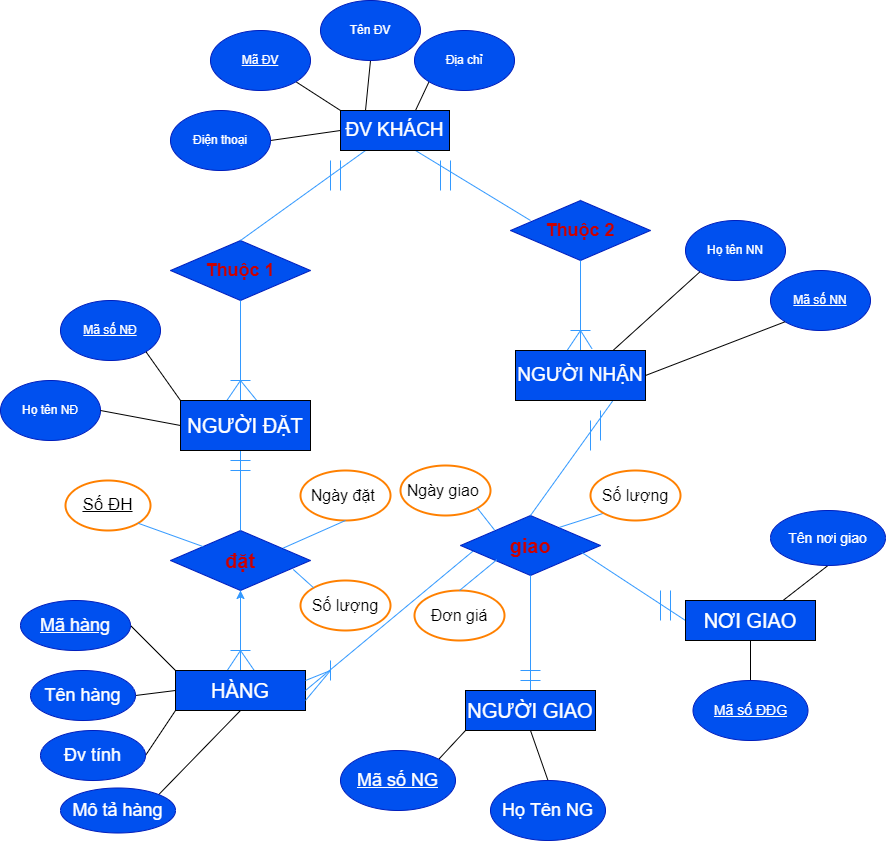 Tên ĐV
Mã ĐV
Địa chỉ
ĐV KHÁCH
Điện thoại
Thuộc 1
Thuộc 2
Họ tên NN
Mã số NN
Mã số NĐ
NGƯỜI NHẬN
Họ tên NĐ
NGƯỜI ĐẶT
Số ĐH
Ngày đặt
Ngày giao
Số lượng
đặt
giao
Tên nơi giao
Số lượng
Đơn giá
Mã hàng
NƠI GIAO
Tên hàng
HÀNG
NGƯỜI GIAO
Mã số ĐĐG
Đv tính
Mã số NG
Mô tả hàng
Họ Tên NG